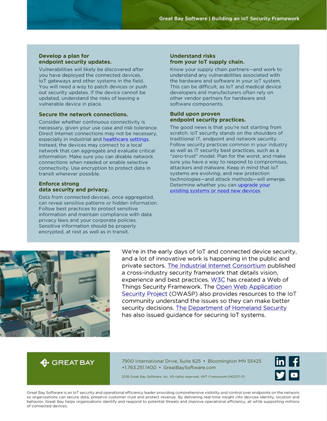 Great Bay Software | Building an IoT Security Framework
Develop a plan for
endpoint security updates.
Vulnerabilities will likely be discovered after
you have deployed the connected devices,
IoT gateways and other systems in the field.
You will need a way to patch devices or push
out security updates. If the device cannot be
updated, understand the risks of leaving a
vulnerable device in place.
Secure the network connections.
Consider whether continuous connectivity is
necessary, given your use case and risk tolerance.
Direct Internet connections may not be necessary,
especially in industrial and healthcare settings.
Instead, the devices may connect to a local
network that can aggregate and evaluate critical
information. Make sure you can disable network
connections when needed or enable selective
connectivity. Use encryption to protect data in
transit wherever possible.
Enforce strong
data security and privacy.
Data from connected devices, once aggregated,
can reveal sensitive patterns or hidden information.
Follow best practices to protect sensitive
information and maintain compliance with data
privacy laws and your corporate policies.
Sensitive information should be properly
encrypted, at rest as well as in transit.
Understand risks
from your IoT supply chain.
Know your supply chain partners—and work to
understand any vulnerabilities associated with
the hardware and software in your IoT system.
This can be difficult, as IoT and medical device
developers and manufacturers often rely on
other vendor partners for hardware and
software components.
Build upon proven
endpoint security practices.
The good news is that you're not starting from
scratch. IoT security stands on the shoulders of
traditional IT, endpoint and network security.
Follow security practices common in your industry
as well as IT security best practices, such as a
"zero-trust" model. Plan for the worst, and make
sure you have a way to respond to compromises,
attackers and malware. Keep in mind that IoT
systems are evolving, and new protection
technologies—and attack methods—will emerge.
Determine whether you can upgrade your
existing systems or need new devices.
We're in the early days of IoT and connected device security,
and a lot of innovative work is happening in the public and
private sectors. The Industrial Internet Consortium published
a cross-industry security framework that details vision,
experience and best practices. W3C has created a Web of
Things Security Framework. The Open Web Application
Security Project (OWASP) also provides resources to the IoT
community understand the issues so they can make better
security decisions. The Department of Homeland Security
has also issued guidance for securing IoT systems.
GREAT BAY
7900 International Drive, Suite 625 • Bloomington MN 55425
+1.763.251.1400 • GreatBaySoftware.com
Great Bay Software is an IoT security and operational efficiency leader providing comprehensive visibility and control over endpoints on the network
so organizations can secure data, preserve customer trust and protect revenue. By delivering real-time insight into devices identity, location and
behavior, Great Bay helps organizations identify and respond to potential threats and improve operational efficiency, all while supporting millions
of connected devices.